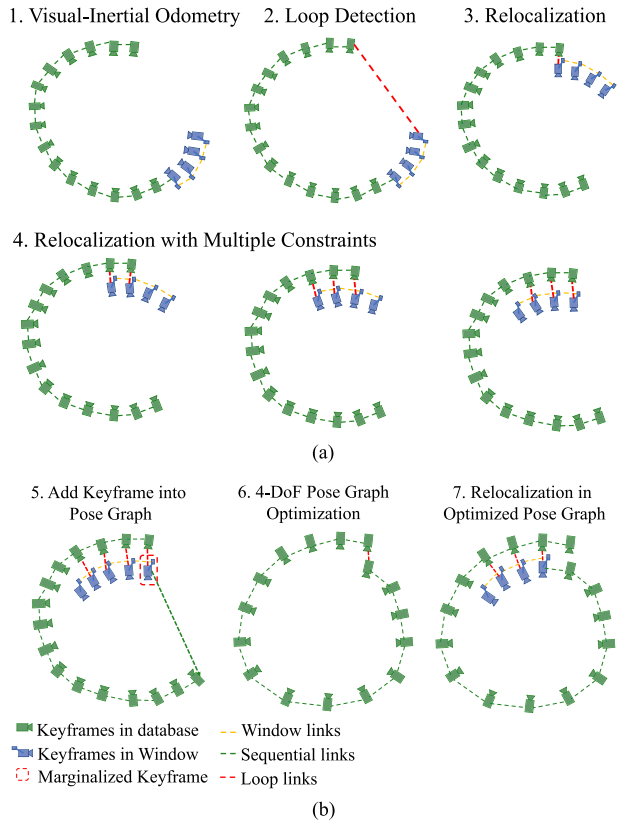 1. Visual-Inertial Odometry
2. Loop Detection
3. Relocalization
4. Relocalization with Multiple Constraints
(a)
5. Add Keyframe into
Pose Graph
6. 4-DoF Pose Graph
Optimization
7. Relocalization in
Optimized Pose Graph
Keyframes in database
Keyframes in Window
Marginalized Keyframe
Window links
Sequential links
Loop links
(b)